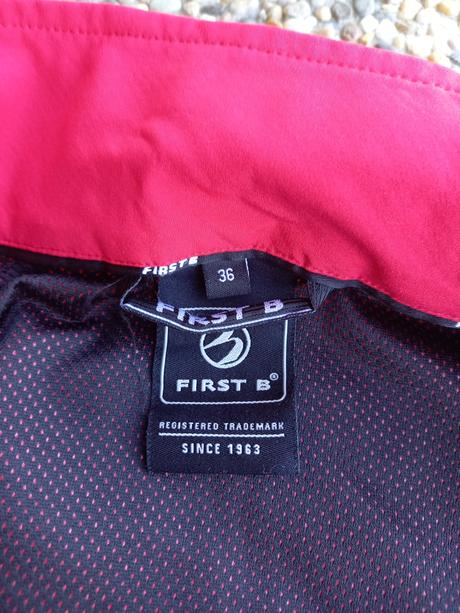 FIRST B
36
FIRST B
FIRST B®
REGISTERED TRADEMARK
SINCE 1963